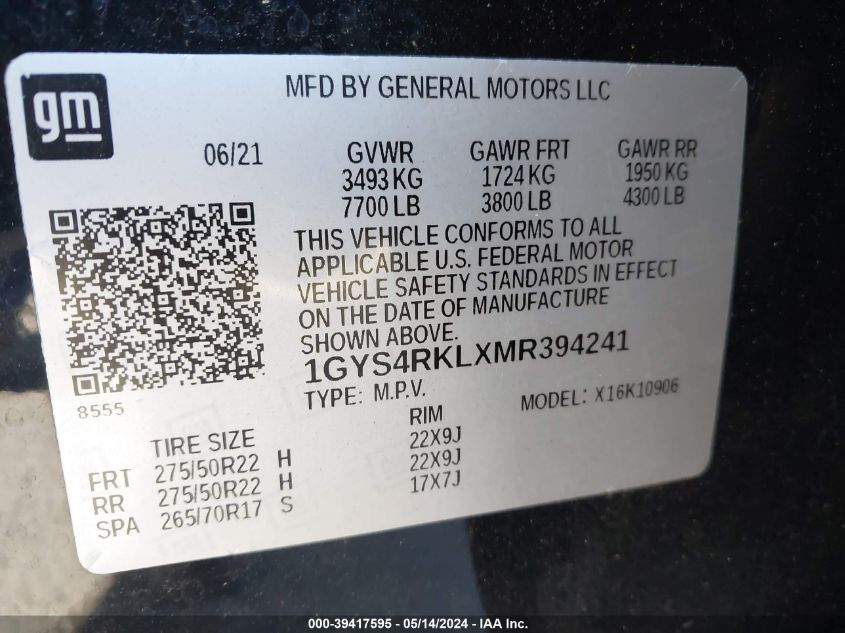 gm
MFD BY GENERAL MOTORS LLC
06/21 GVWR GAWR FRT GAWR RR
3493 KG 1724 KG 1950 KG
7700 LB 3800 LB 4300 LB
THIS VEHICLE CONFORMS TO ALL
APPLICABLE U.S. FEDERAL MOTOR
VEHICLE SAFETY STANDARDS IN EFFECT
ON THE DATE OF MANUFACTURE
SHOWN ABOVE.
1GYS4RKLXMR394241
8555 TYPE: M.P.V. MODEL: X16K10906
TIRE SIZE RIM
FRT 275/50R22 H 22X9J
RR 275/50R22 H 22X9J
SPA 265/70R17 S 17X7J
000-39417595 - 05/14/2024 - IAA Inc.